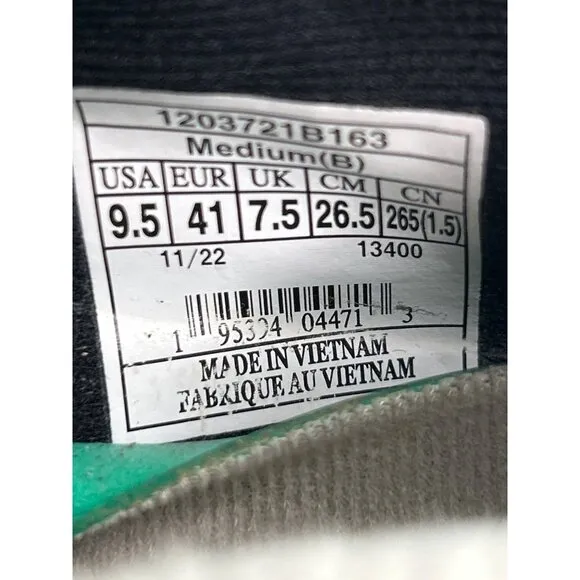 1203721B163
Medium(B)
USA EUR UK CM CN
9.5 41 7.5 26.5 265(1.5)
11/22 13400
1 95394 04471 3
MADE IN VIETNAM
FABRIQUE AU VIETNAM